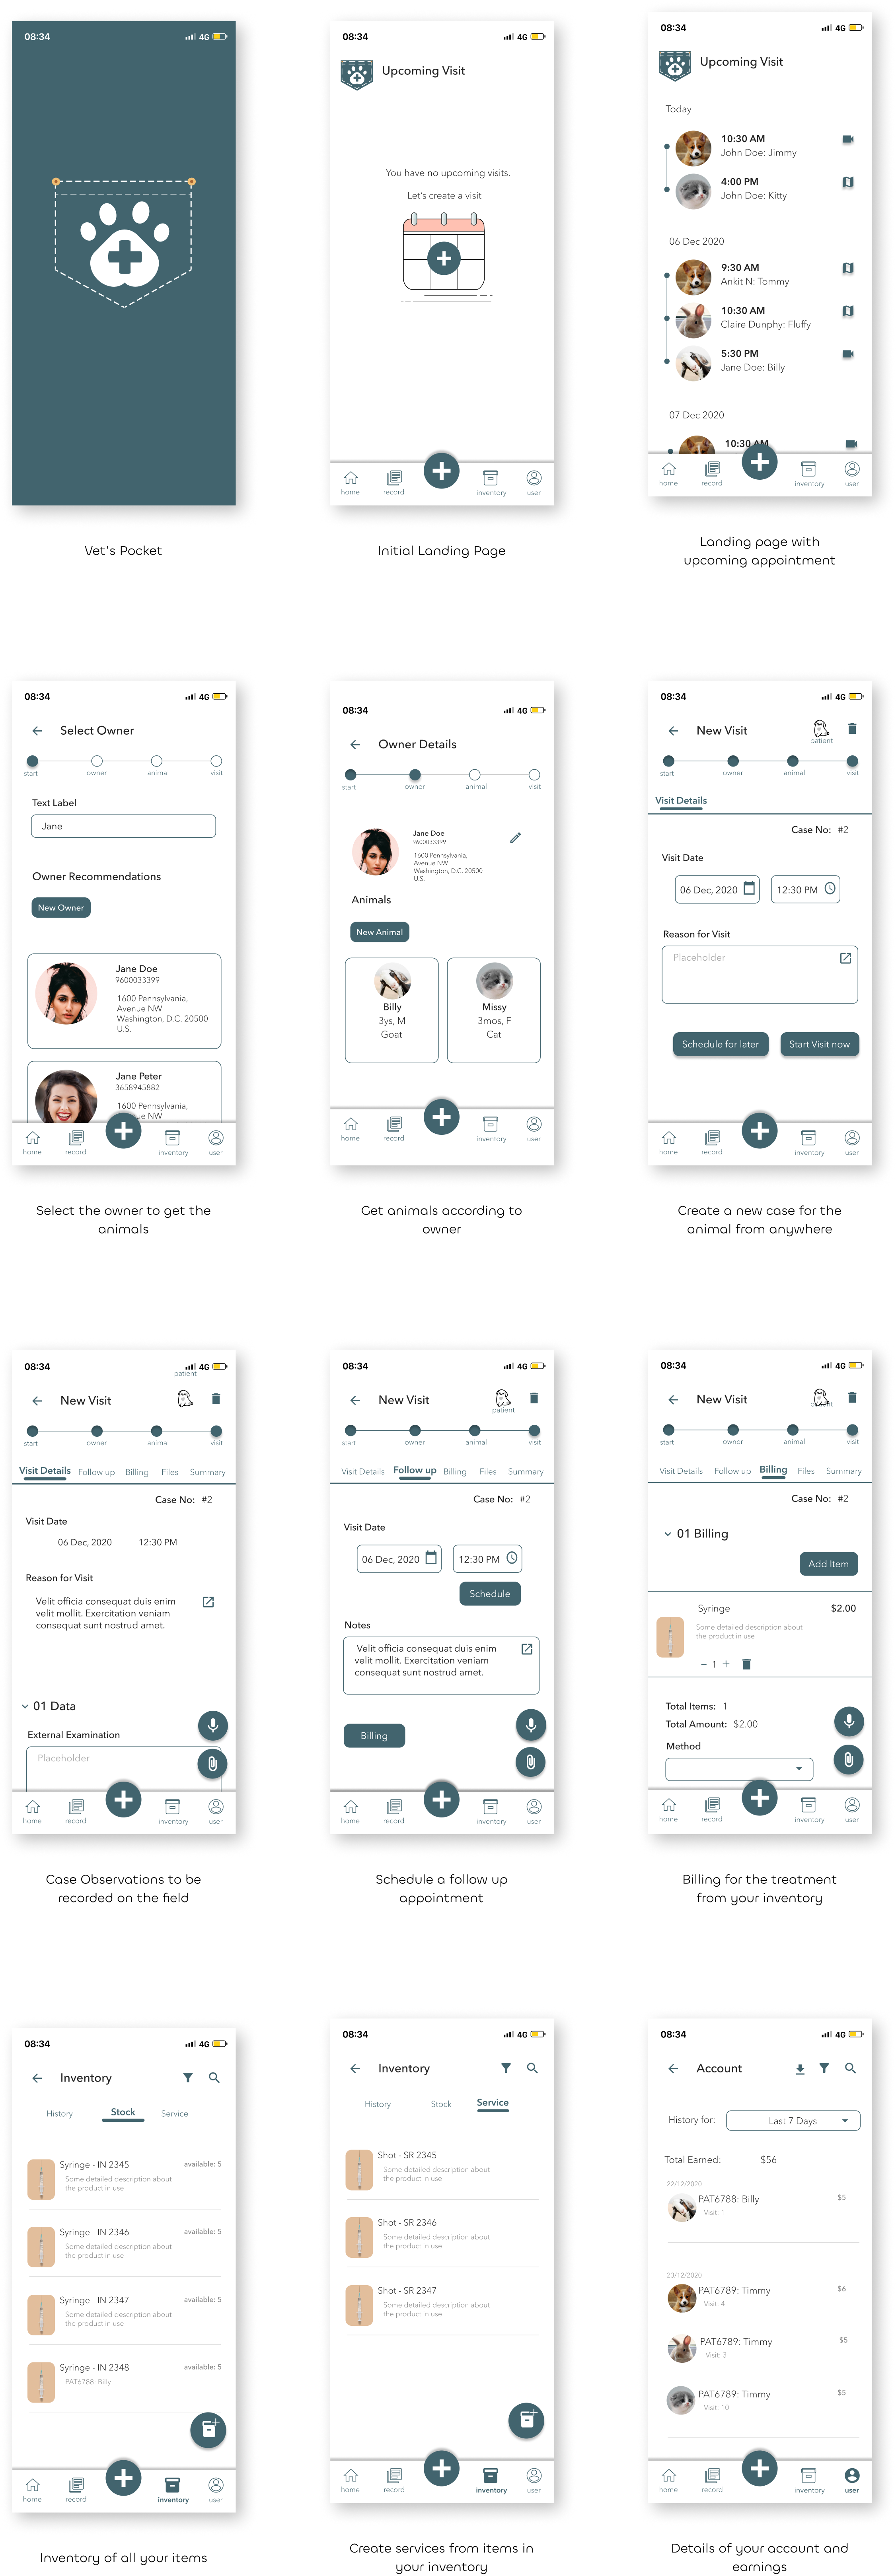 08:34
4G
Vet's Pocket
08:34
4G
Upcoming Visit
You have no upcoming visits.
Let's create a visit
home
record
inventory
user
Initial Landing Page
08:34
4G
Upcoming Visit
Today
10:30 AM
John Doe: Jimmy
4:00 PM
John Doe: Kitty
06 Dec 2020
9:30 AM
Ankit N: Tommy
10:30 AM
Claire Dunphy: Fluffy
5:30 PM
Jane Doe: Billy
07 Dec 2020
10:30 AM
home
record
inventory
user
Landing page with
upcoming appointment
08:34
4G
Select Owner
start
owner
animal
visit
Text Label
Jane
Owner Recommendations
New Owner
Jane Doe
9600033399
1600 Pennsylvania,
Avenue NW
Washington, D.C. 20500
U.S.
Jane Peter
3658945882
1600 Pennsylvania,
NW
home
record
inventory
user
Select the owner to get the
animals
08:34
4G
Owner Details
start
owner
animal
visit
Jane Doe
9600033399
1600 Pennsylvania,
Avenue NW
Washington, D.C. 20500
U.S.
Animals
New Animal
Billy
3ys, M
Goat
Missy
3mos, F
Cat
home
record
inventory
user
Get animals according to
owner
08:34
4G
New Visit
patient
start
owner
animal
visit
Visit Details
Case No: #2
Visit Date
06 Dec, 2020
12:30 PM
Reason for Visit
Placeholder
Schedule for later
Start Visit now
home
record
inventory
user
Create a new case for the
animal from anywhere
08:34
4G
patient
New Visit
start
owner
animal
visit
Visit Details
Follow up
Billing
Files
Summary
Case No: #2
Visit Date
06 Dec, 2020
12:30 PM
Reason for Visit
Velit officia consequat duis enim
velit mollit. Exercitation veniam
consequat sunt nostrud amet.
01 Data
External Examination
Placeholder
home
record
inventory
user
Case Observations to be
recorded on the field
08:34
4G
New Visit
patient
start
owner
animal
visit
Visit Details
Follow up
Billing
Files
Summary
Case No: #2
Visit Date
06 Dec, 2020
12:30 PM
Schedule
Notes
Velit officia consequat duis enim
velit mollit. Exercitation veniam
consequat sunt nostrud amet.
Billing
home
record
inventory
user
Schedule a follow up
appointment
08:34
4G
New Visit
patient
start
owner
animal
visit
Visit Details
Follow up
Billing
Files
Summary
Case No: #2
01 Billing
Add Item
Syringe
$2.00
Some detailed description about
the product in use
− 1 +
Total Items: 1
Total Amount: $2.00
Method
home
record
inventory
user
Billing for the treatment
from your inventory
08:34
4G
Inventory
History
Stock
Service
Syringe - IN 2345
available: 5
Some detailed description about
the product in use
Syringe - IN 2346
available: 5
Some detailed description about
the product in use
Syringe - IN 2347
available: 5
Some detailed description about
the product in use
Syringe - IN 2348
available: 5
PAT6788: Billy
home
record
inventory
user
Inventory of all your items
08:34
4G
Inventory
History
Stock
Service
Shot - SR 2345
Some detailed description about
the product in use
Shot - SR 2346
Some detailed description about
the product in use
Shot - SR 2347
Some detailed description about
the product in use
home
record
inventory
user
Create services from items in
your inventory
08:34
4G
Account
History for:
Last 7 Days
Total Earned:
$56
22/12/2020
PAT6788: Billy
$5
Visit: 1
23/12/2020
PAT6789: Timmy
$6
Visit: 4
PAT6789: Timmy
$5
Visit: 3
PAT6789: Timmy
$5
Visit: 10
home
record
inventory
user
Details of your account and
earnings